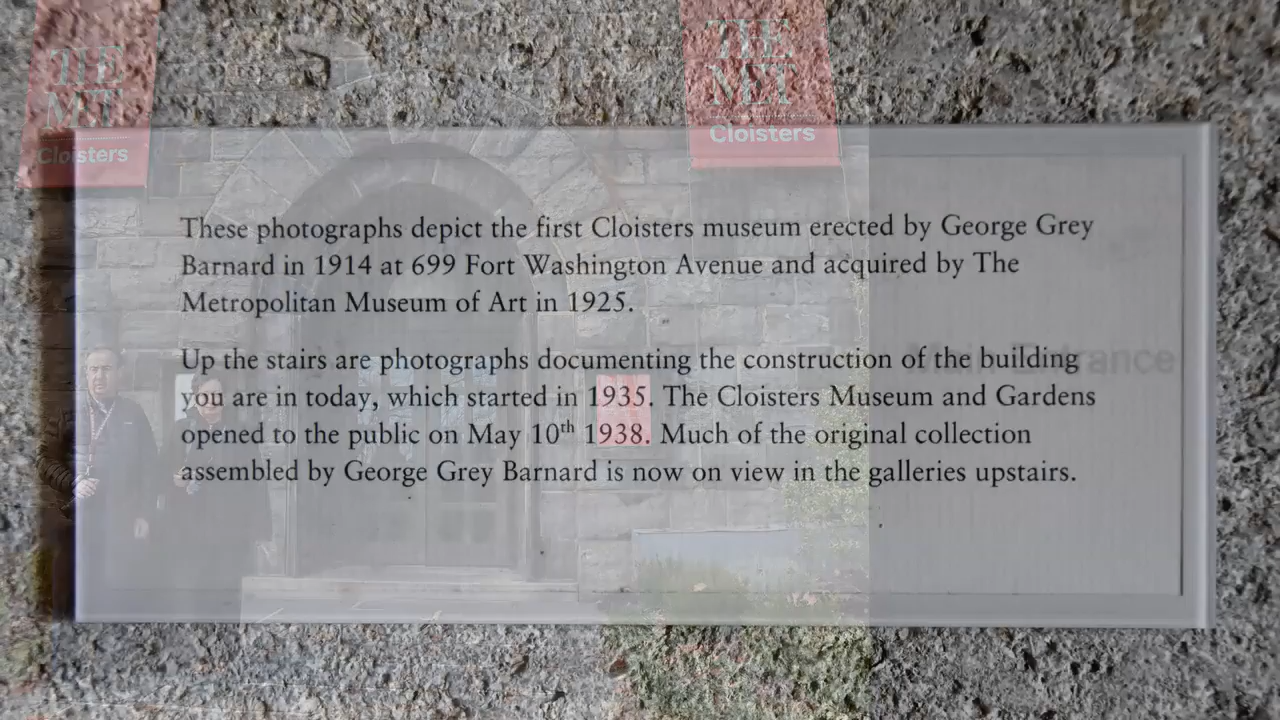 THE
MET
Cloisters
THE
MET
Cloisters
These photographs depict the first Cloisters museum erected by George Grey
Barnard in 1914 at 699 Fort Washington Avenue and acquired by The
Metropolitan Museum of Art in 1925.
Up the stairs are photographs documenting the construction of the building
you are in today, which started in 1935. The Cloisters Museum and Gardens
opened to the public on May 10th 1938. Much of the original collection
assembled by George Grey Barnard is now on view in the galleries upstairs.
Main Entrance